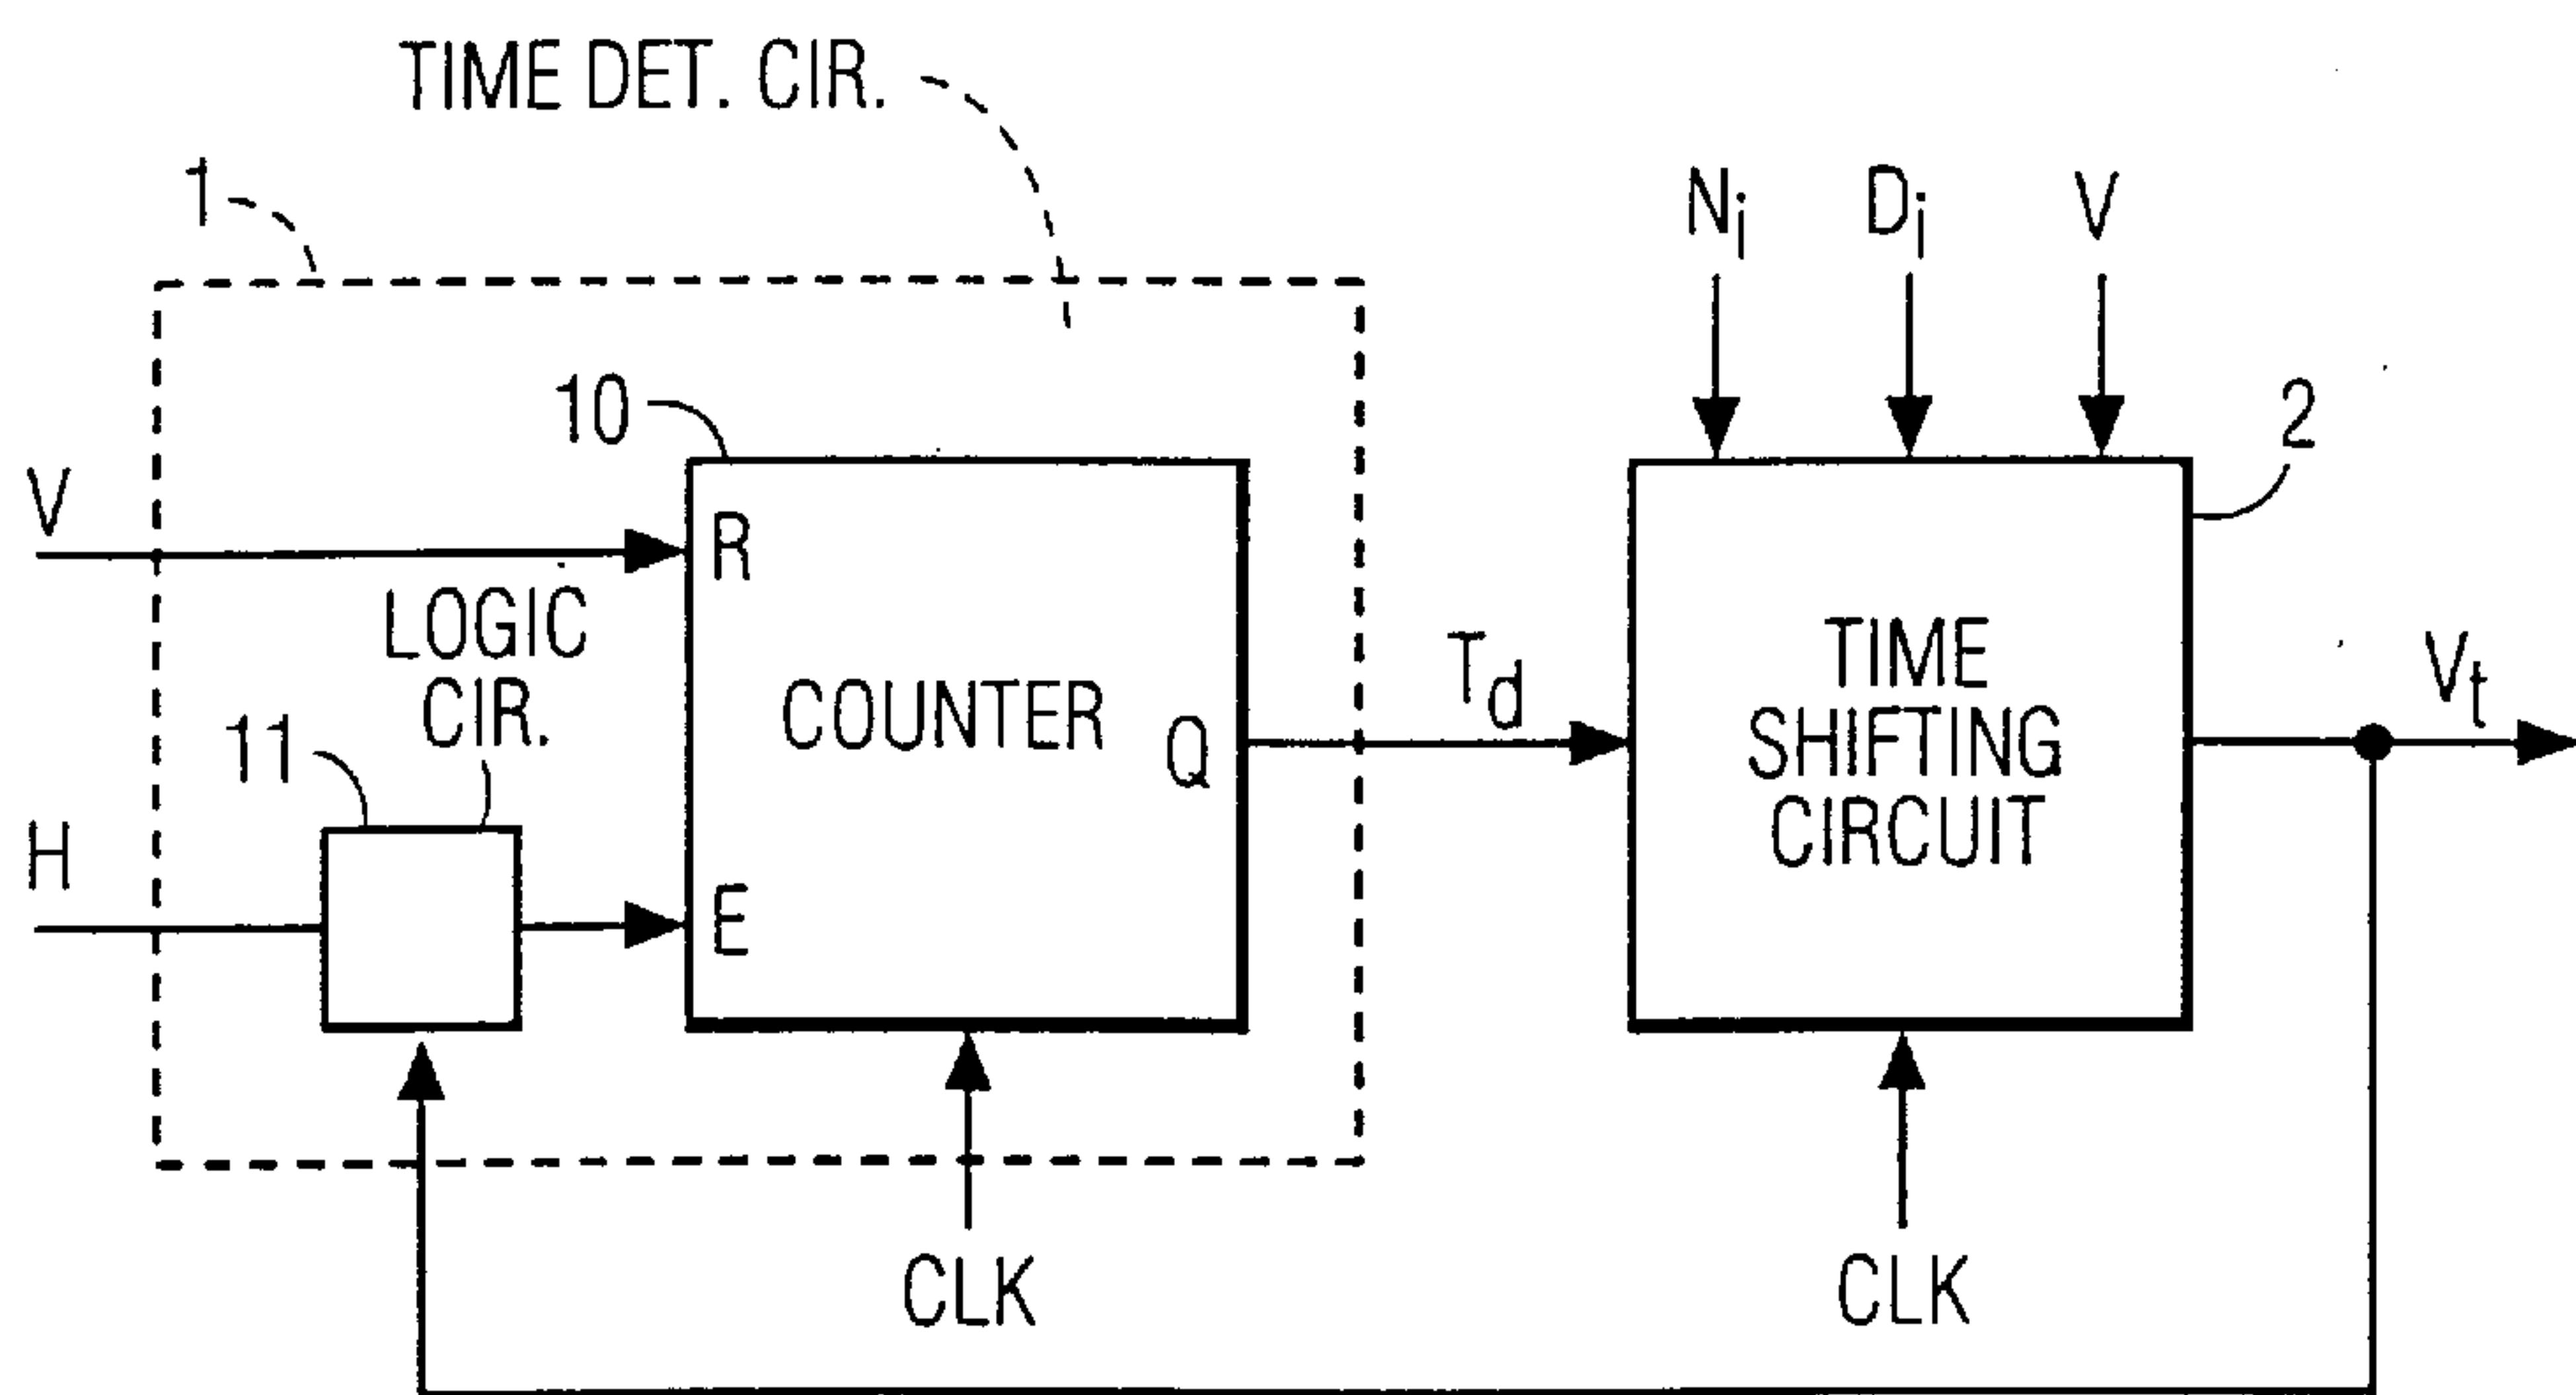 TIME DET. CIR.
1
Ni Di V
10
2
V
R
LOGIC
CIR.
TIME
SHIFTING
CIRCUIT
COUNTER
Td
Vt
Q
11
H
E
CLK
CLK